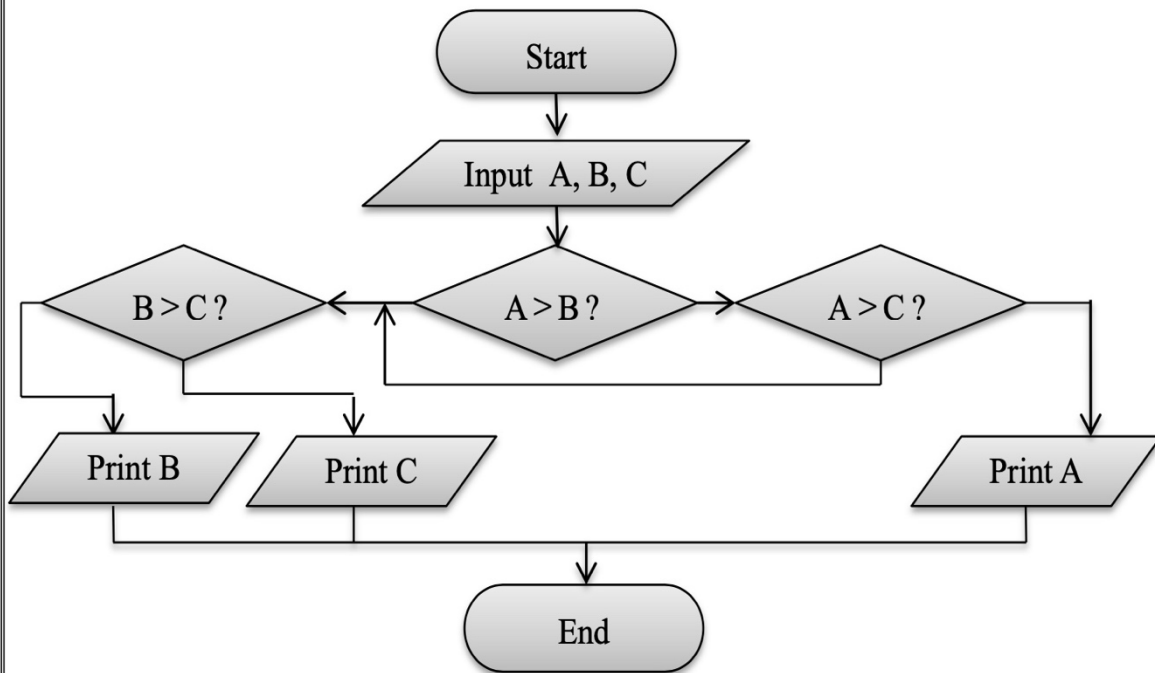 Start
Input A, B, C
B > C ?
A > B ?
A > C ?
Print B
Print C
Print A
End